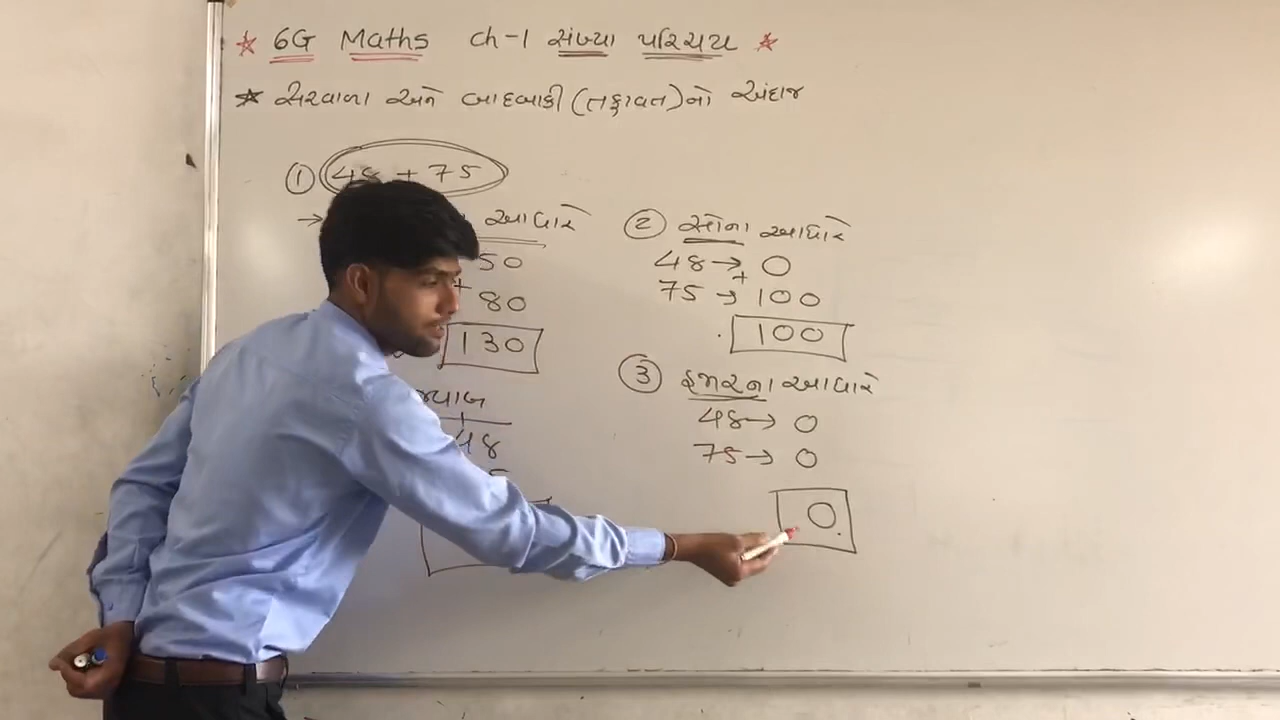 ★ 6G Maths ch-1 સંખ્યા પરિચય ★
★ સરવાળા અને બાદબાકી (તફાવત)નો અંદાજ
① 48 + 75
→ આધારે
50
+ 80
130
જવાબ
48
② સોના આધારે
48 → 0
+
75 → 100
100
③ હજારના આધારે
48 → 0
75 → 0
0